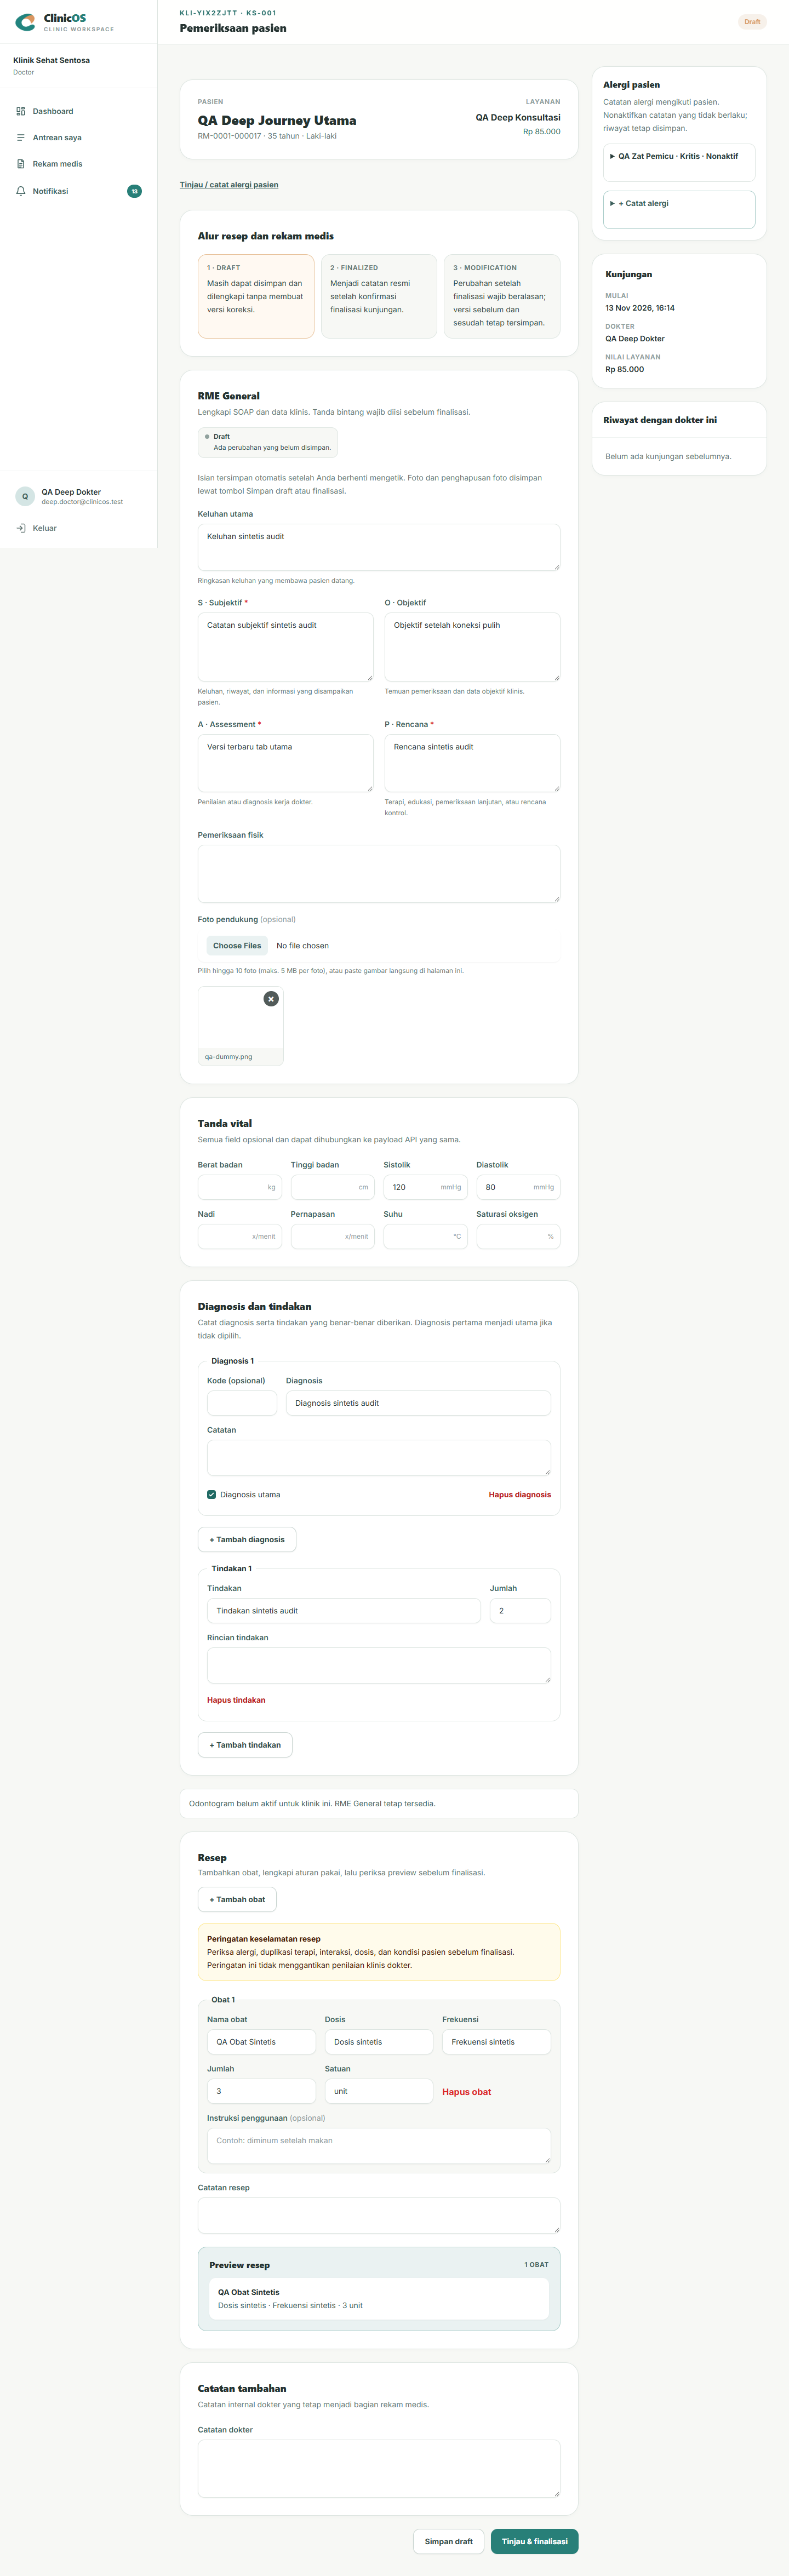 ClinicOS
CLINIC WORKSPACE
Klinik Sehat Sentosa
Doctor
Dashboard
Antrean saya
Rekam medis
Notifikasi
13
QA Deep Dokter
deep.doctor@clinicos.test
Q
Keluar
KLI-YIX2ZJTT · KS-001
Pemeriksaan pasien
Draft
PASIEN
QA Deep Journey Utama
RM-0001-000017 · 35 tahun · Laki-laki
LAYANAN
QA Deep Konsultasi
Rp 85.000
Tinjau / catat alergi pasien
Alur resep dan rekam medis
1 · DRAFT
Masih dapat disimpan dan
dilengkapi tanpa membuat
versi koreksi.
2 · FINALIZED
Menjadi catatan resmi
setelah konfirmasi
finalisasi kunjungan.
3 · MODIFICATION
Perubahan setelah
finalisasi wajib beralasan;
versi sebelum dan
sesudah tetap tersimpan.
RME General
Lengkapi SOAP dan data klinis. Tanda bintang wajib diisi sebelum finalisasi.
Draft
Ada perubahan yang belum disimpan.
Isian tersimpan otomatis setelah Anda berhenti mengetik. Foto dan penghapusan foto disimpan
lewat tombol Simpan draft atau finalisasi.
Keluhan utama
Keluhan sintetis audit
Ringkasan keluhan yang membawa pasien datang.
S · Subjektif *
Catatan subjektif sintetis audit
Keluhan, riwayat, dan informasi yang disampaikan
pasien.
O · Objektif
Objektif setelah koneksi pulih
Temuan pemeriksaan dan data objektif klinis.
A · Assessment *
Versi terbaru tab utama
Penilaian atau diagnosis kerja dokter.
P · Rencana *
Rencana sintetis audit
Terapi, edukasi, pemeriksaan lanjutan, atau rencana
kontrol.
Pemeriksaan fisik
Foto pendukung (opsional)
Choose Files No file chosen
Pilih hingga 10 foto (maks. 5 MB per foto), atau paste gambar langsung di halaman ini.
qa-dummy.png
Tanda vital
Semua field opsional dan dapat dihubungkan ke payload API yang sama.
Berat badan
kg
Tinggi badan
cm
Sistolik
120 mmHg
Diastolik
80 mmHg
Nadi
x/menit
Pernapasan
x/menit
Suhu
°C
Saturasi oksigen
%
Diagnosis dan tindakan
Catat diagnosis serta tindakan yang benar-benar diberikan. Diagnosis pertama menjadi utama jika
tidak dipilih.
Diagnosis 1
Kode (opsional)
Diagnosis
Diagnosis sintetis audit
Catatan
Diagnosis utama
Hapus diagnosis
+ Tambah diagnosis
Tindakan 1
Tindakan
Tindakan sintetis audit
Jumlah
2
Rincian tindakan
Hapus tindakan
+ Tambah tindakan
Odontogram belum aktif untuk klinik ini. RME General tetap tersedia.
Resep
Tambahkan obat, lengkapi aturan pakai, lalu periksa preview sebelum finalisasi.
+ Tambah obat
Peringatan keselamatan resep
Periksa alergi, duplikasi terapi, interaksi, dosis, dan kondisi pasien sebelum finalisasi.
Peringatan ini tidak menggantikan penilaian klinis dokter.
Obat 1
Nama obat
QA Obat Sintetis
Dosis
Dosis sintetis
Frekuensi
Frekuensi sintetis
Jumlah
3
Satuan
unit
Hapus obat
Instruksi penggunaan (opsional)
Contoh: diminum setelah makan
Catatan resep
Preview resep
1 OBAT
QA Obat Sintetis
Dosis sintetis · Frekuensi sintetis · 3 unit
Catatan tambahan
Catatan internal dokter yang tetap menjadi bagian rekam medis.
Catatan dokter
Simpan draft
Tinjau & finalisasi
Alergi pasien
Catatan alergi mengikuti pasien.
Nonaktifkan catatan yang tidak berlaku;
riwayat tetap disimpan.
QA Zat Pemicu · Kritis · Nonaktif
+ Catat alergi
Kunjungan
MULAI
13 Nov 2026, 16:14
DOKTER
QA Deep Dokter
NILAI LAYANAN
Rp 85.000
Riwayat dengan dokter ini
Belum ada kunjungan sebelumnya.